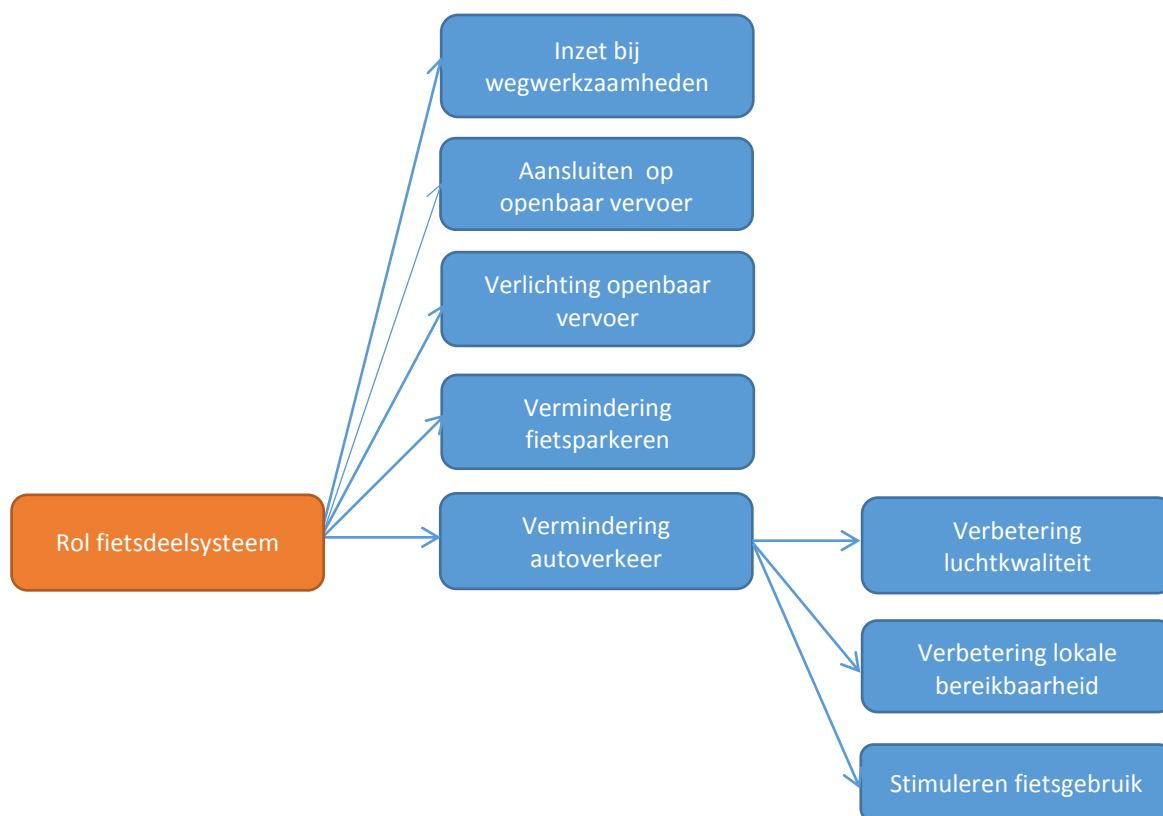 Inzet bij
wegwerkzaamheden
Aansluiten  op
openbaar vervoer
Verlichting openbaar
vervoer
Vermindering
fietsparkeren
Rol fietsdeelsysteem
Vermindering
autoverkeer
Verbetering
luchtkwaliteit
Verbetering lokale
bereikbaarheid
Stimuleren fietsgebruik